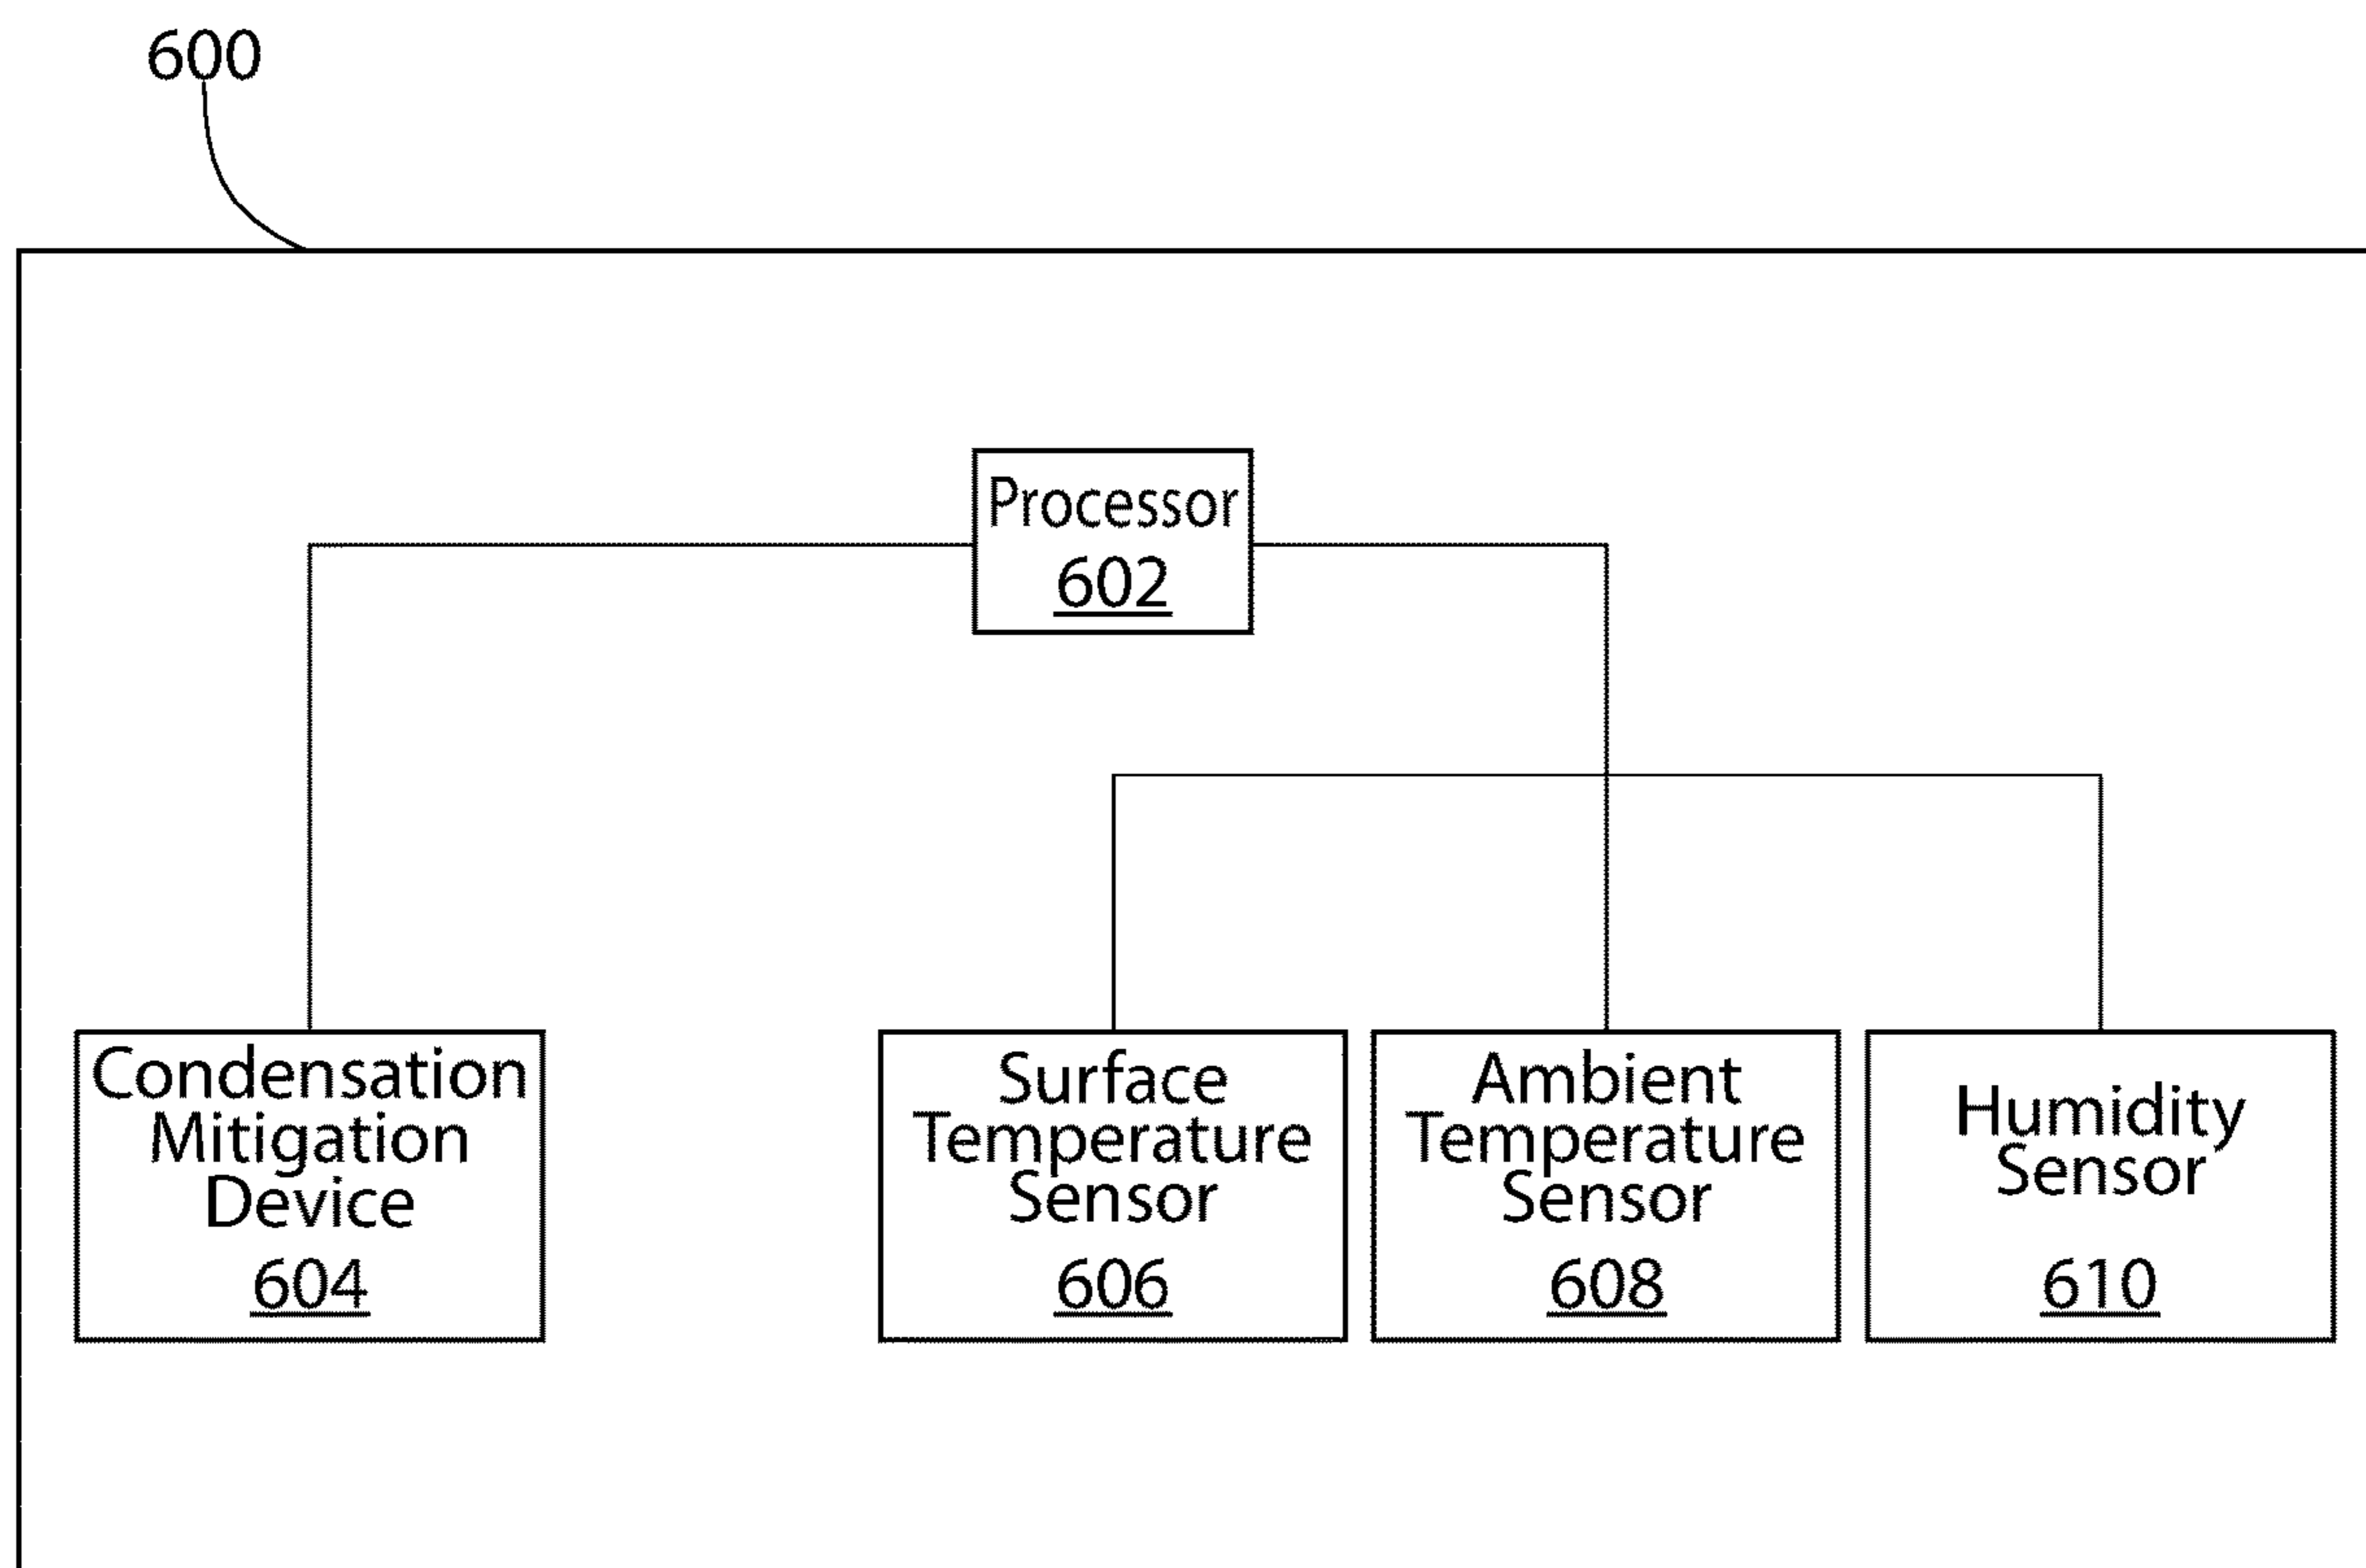 600
Processor
602
Condensation
Mitigation
Device
604
Surface
Temperature
Sensor
606
Ambient
Temperature
Sensor
608
Humidity
Sensor
610